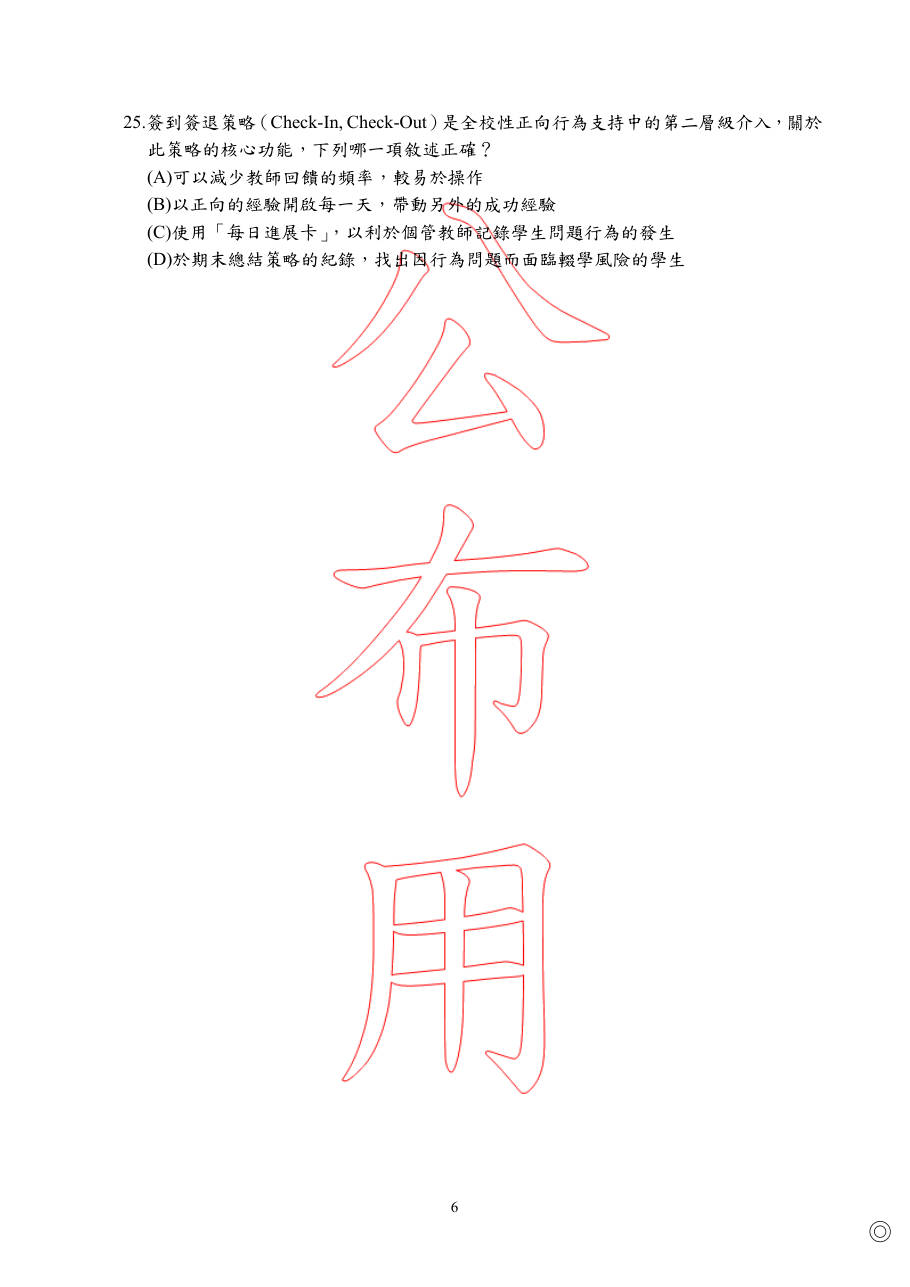 25.簽到簽退策略（Check-In, Check-Out）是全校性正向行為支持中的第二層級介入，關於
此策略的核心功能，下列哪一項敘述正確？
(A)可以減少教師回饋的頻率，較易於操作
(B)以正向的經驗開啟每一天，帶動另外的成功經驗
(C)使用「每日進展卡」，以利於個管教師記錄學生問題行為的發生
(D)於期末總結策略的紀錄，找出因行為問題而面臨輟學風險的學生
公
布
用
6